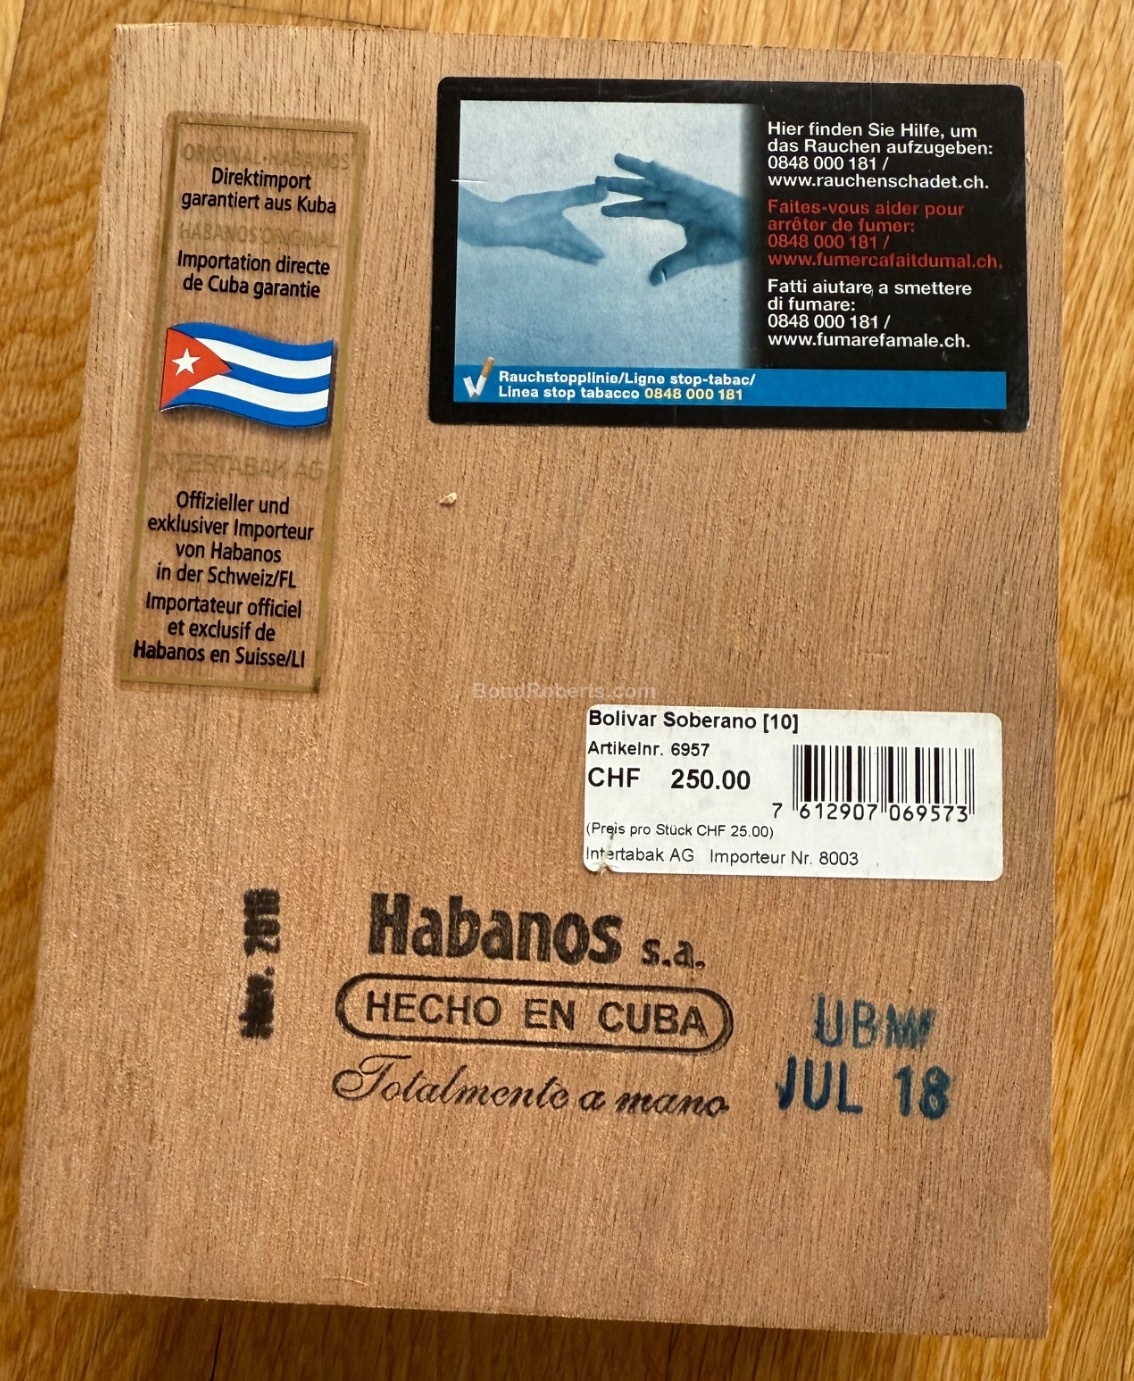 ORIGINAL HABANOS
Direktimport
garantiert aus Kuba
HABANOS ORIGINAL
Importation directe
de Cuba garantie
INTERTABAK AG
Offizieller und
exklusiver Importeur
von Habanos
in der Schweiz/FL
Importateur officiel
et exclusif de
Habanos en Suisse/LI
Hier finden Sie Hilfe, um
das Rauchen aufzugeben:
0848 000 181 /
www.rauchenschadet.ch.
Faites-vous aider pour
arrêter de fumer:
0848 000 181 /
www.fumercafaitdumal.ch.
Fatti aiutare a smettere
di fumare:
0848 000 181 /
www.fumarefamale.ch.
Rauchstopplinie/Ligne stop-tabac/
Linea stop tabacco 0848 000 181
BondRoberts.com
Bolivar Soberano [10]
Artikelnr. 6957
CHF 250.00
7 612907 069573
(Preis pro Stück CHF 25.00)
Intertabak AG Importeur Nr. 8003
Habanos s.a.
HECHO EN CUBA
Totalmente a mano
UBM
JUL 18